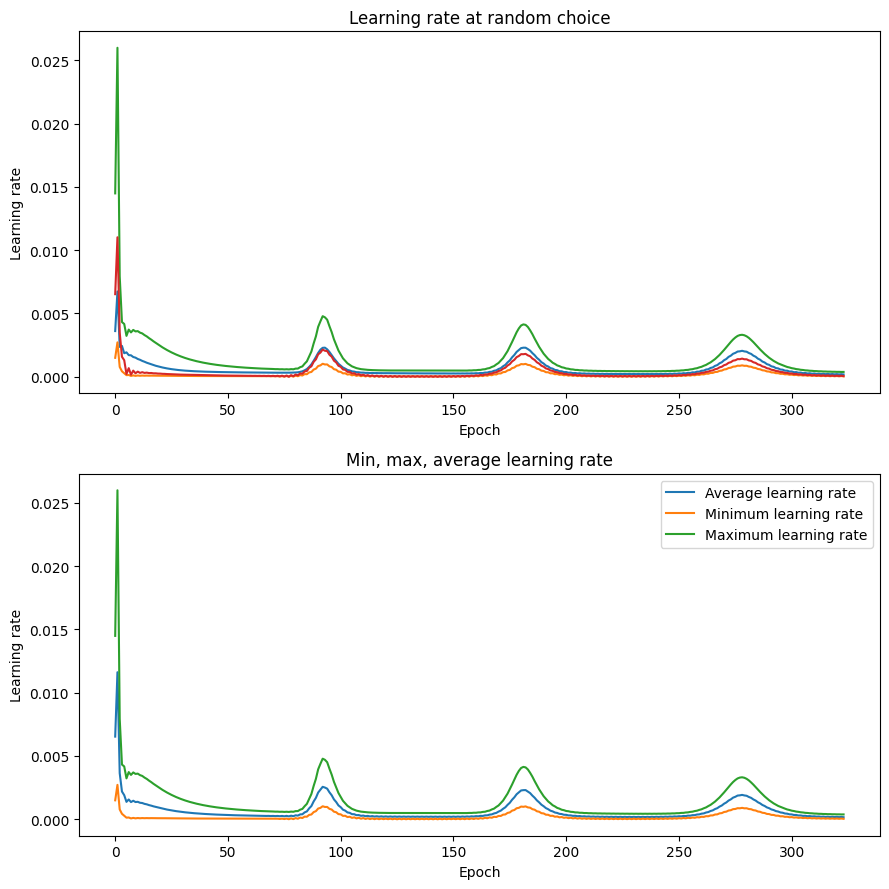 Learning rate at random choice
Learning rate
0.025
0.020
0.015
0.010
0.005
0.000
0 50 100 150 200 250 300
Epoch
Min, max, average learning rate
Learning rate
0.025
0.020
0.015
0.010
0.005
0.000
Average learning rate
Minimum learning rate
Maximum learning rate
0 50 100 150 200 250 300
Epoch